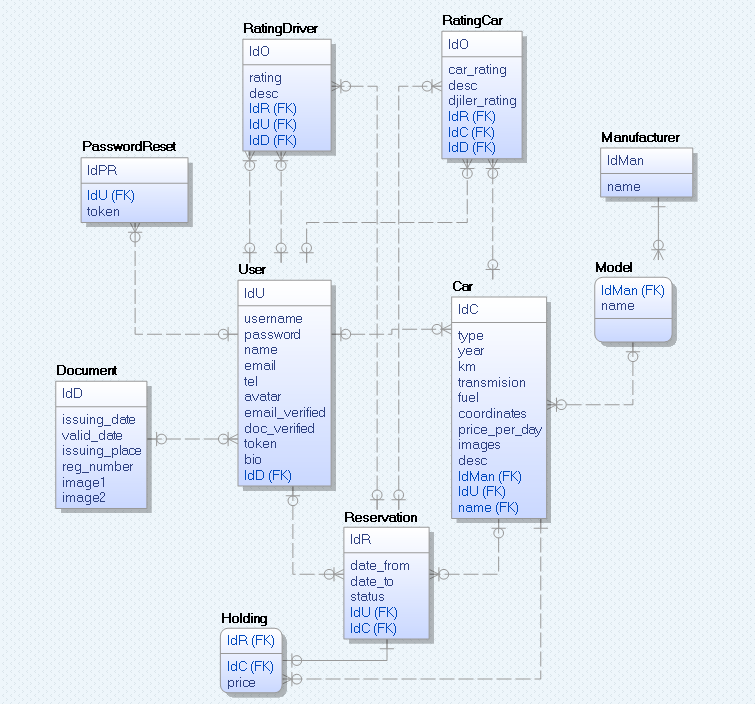 RatingDriver
IdO
rating
desc
IdR (FK)
IdU (FK)
IdD (FK)
RatingCar
IdO
car_rating
desc
djiler_rating
IdR (FK)
IdC (FK)
IdD (FK)
PasswordReset
IdPR
IdU (FK)
token
Manufacturer
IdMan
name
Model
IdMan (FK)
name
User
IdU
username
password
name
email
tel
avatar
email_verified
doc_verified
token
bio
IdD (FK)
Car
IdC
type
year
km
transmision
fuel
coordinates
price_per_day
images
desc
IdMan (FK)
IdU (FK)
name (FK)
Document
IdD
issuing_date
valid_date
issuing_place
reg_number
image1
image2
Reservation
IdR
date_from
date_to
status
IdU (FK)
IdC (FK)
Holding
IdR (FK)
IdC (FK)
price